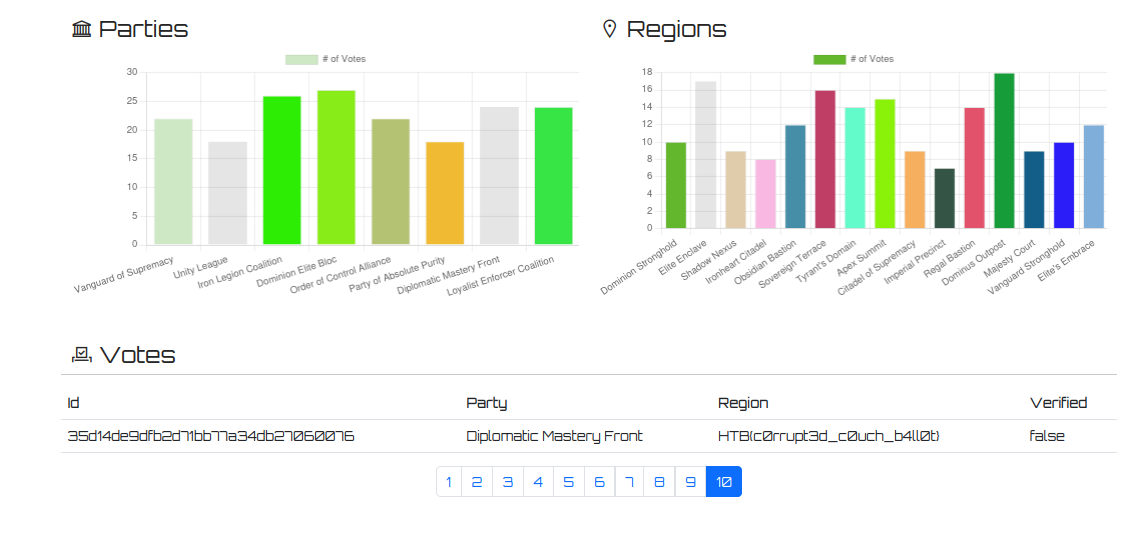 Parties
# of Votes
30
25
20
15
10
5
0
Vanguard of Supremacy
Unity League
Iron Legion Coalition
Dominion Elite Bloc
Order of Control Alliance
Party of Absolute Purity
Diplomatic Mastery Front
Loyalist Enforcer Coalition
Regions
# of Votes
18
16
14
12
10
8
6
4
2
0
Dominion Stronghold
Elite Enclave
Shadow Nexus
Ironheart Citadel
Obsidian Bastion
Sovereign Terrace
Tyrant's Domain
Apex Summit
Citadel of Supremacy
Imperial Precinct
Regal Bastion
Dominus Outpost
Majesty Court
Vanguard Stronghold
Elite's Embrace
Votes
Id Party Region Verified
35d14de9dfb2d71bb77a34db27060076 Diplomatic Mastery Front HTB{c0rrupt3d_c0uch_b4ll0t} false
1 2 3 4 5 6 7 8 9 10